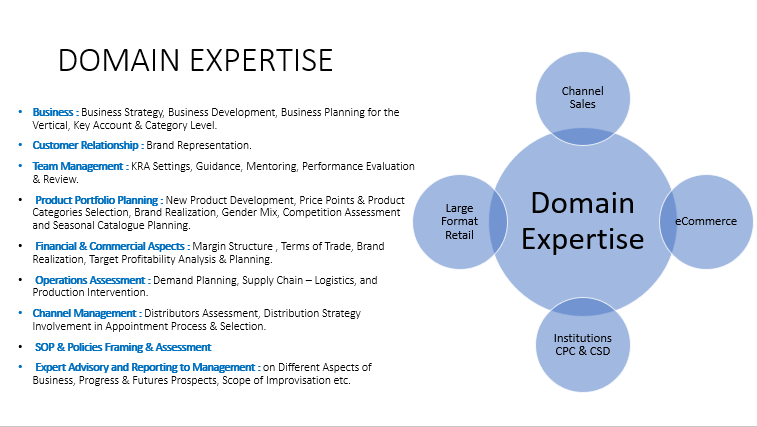 DOMAIN EXPERTISE
• Business : Business Strategy, Business Development, Business Planning for the
Vertical, Key Account & Category Level.
• Customer Relationship : Brand Representation.
• Team Management : KRA Settings, Guidance, Mentoring, Performance Evaluation
& Review.
• Product Portfolio Planning : New Product Development, Price Points & Product
Categories Selection, Brand Realization, Gender Mix, Competition Assessment
and Seasonal Catalogue Planning.
• Financial & Commercial Aspects : Margin Structure , Terms of Trade, Brand
Realization, Target Profitability Analysis & Planning.
• Operations Assessment : Demand Planning, Supply Chain – Logistics, and
Production Intervention.
• Channel Management : Distributors Assessment, Distribution Strategy
Involvement in Appointment Process & Selection.
• SOP & Policies Framing & Assessment
• Expert Advisory and Reporting to Management : on Different Aspects of
Business, Progress & Futures Prospects, Scope of Improvisation etc.
Channel
Sales
Large
Format
Retail
Domain
Expertise
eCommerce
Institutions
CPC & CSD